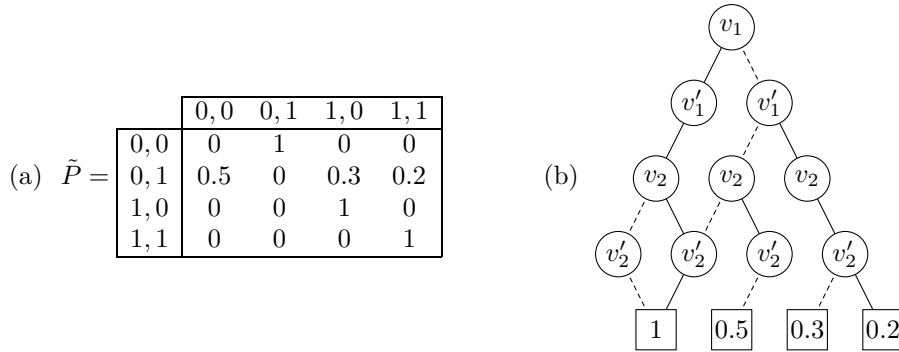 (a) P̃ =
0, 0 0, 1 1, 0 1, 1
0, 0 0 1 0 0
0, 1 0.5 0 0.3 0.2
1, 0 0 0 1 0
1, 1 0 0 0 1
(b)
v₁
v′₁ v′₁
v₂ v₂ v₂
v′₂ v′₂ v′₂ v′₂
1 0.5 0.3 0.2